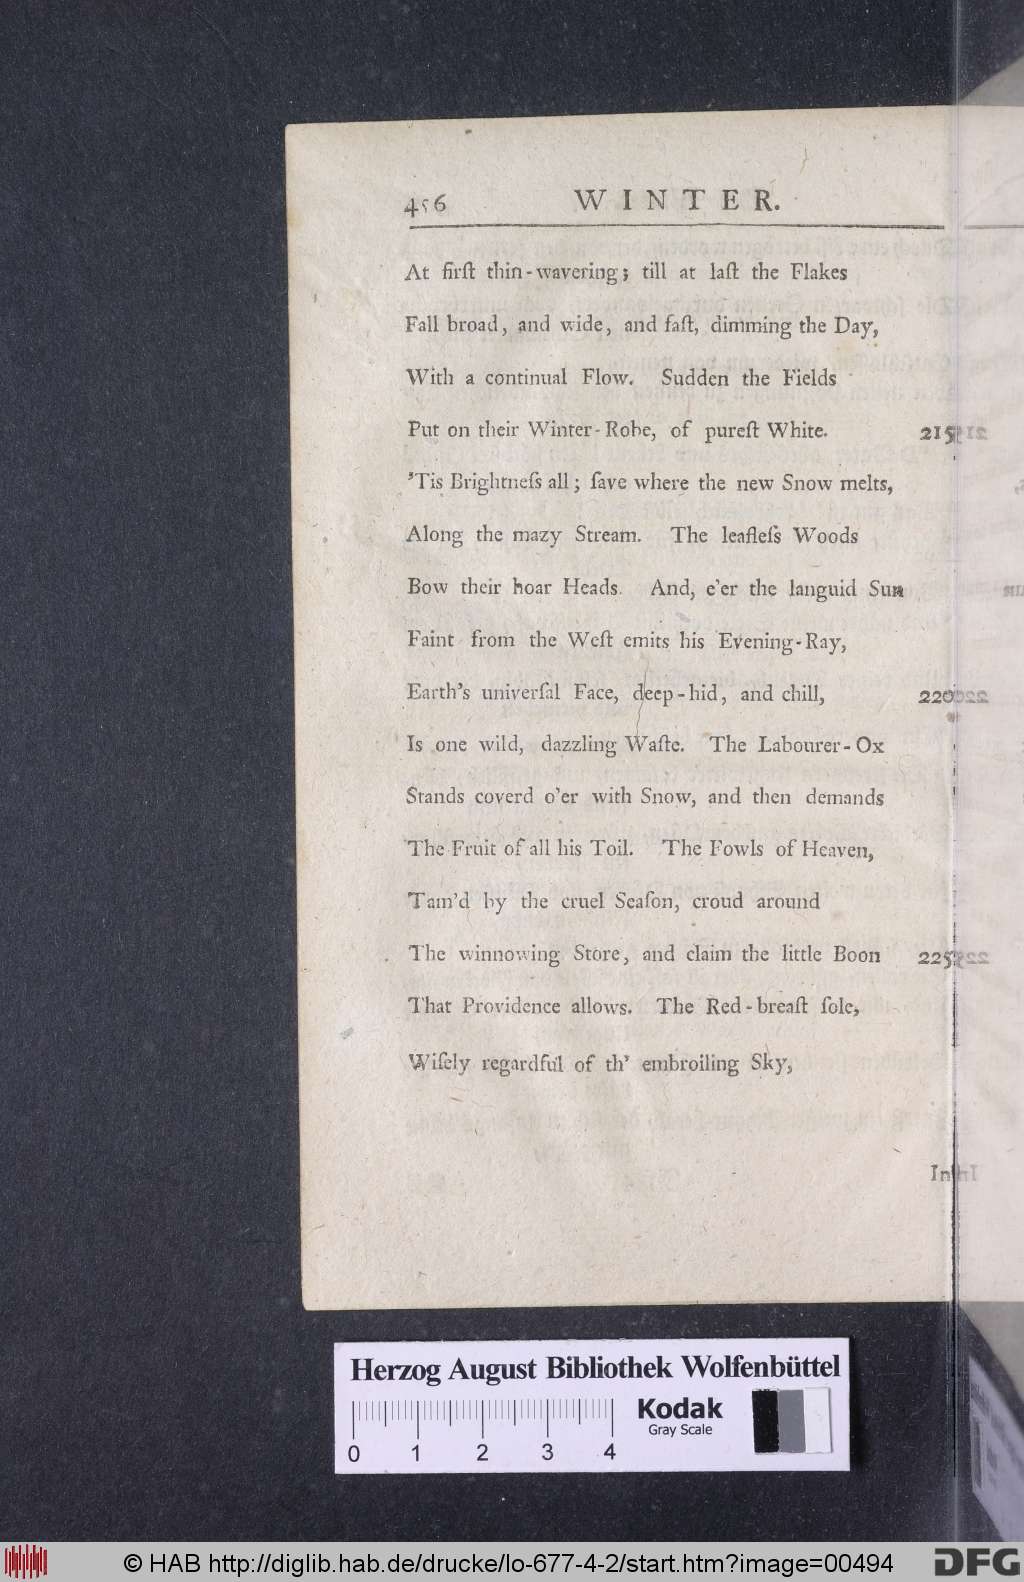 456 WINTER.
At firſt thin-wavering; till at laſt the Flakes
Fall broad, and wide, and faſt, dimming the Day,
With a continual Flow. Sudden the Fields
Put on their Winter-Robe, of pureſt White. 215
'Tis Brightneſs all; ſave where the new Snow melts,
Along the mazy Stream. The leafleſs Woods
Bow their hoar Heads. And, e'er the languid Sun
Faint from the Weſt emits his Evening-Ray,
Earth's univerſal Face, deep-hid, and chill, 220
Is one wild, dazzling Waſte. The Labourer-Ox
Stands coverd o'er with Snow, and then demands
The Fruit of all his Toil. The Fowls of Heaven,
Tam'd by the cruel Seaſon, croud around
The winnowing Store, and claim the little Boon 225
That Providence allows. The Red-breaſt ſole,
Wiſely regardful of th' embroiling Sky,
In
Herzog August Bibliothek Wolfenbüttel
Kodak
Gray Scale
0 1 2 3 4
© HAB http://diglib.hab.de/drucke/lo-677-4-2/start.htm?image=00494 DFG